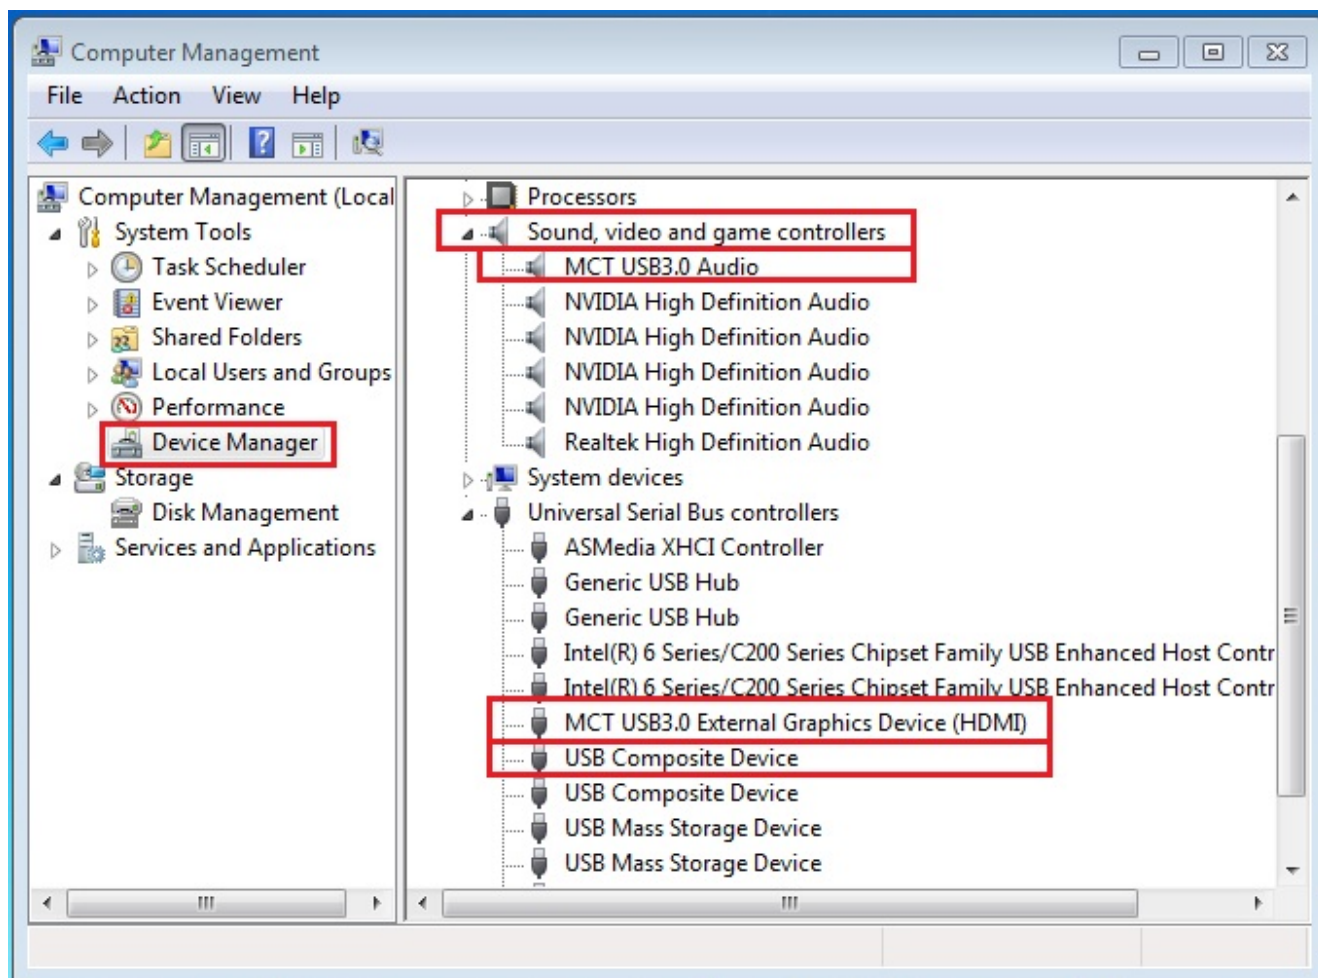 Computer Management
File Action View Help
Computer Management (Local
System Tools
Task Scheduler
Event Viewer
Shared Folders
Local Users and Groups
Performance
Device Manager
Storage
Disk Management
Services and Applications
Processors
Sound, video and game controllers
MCT USB3.0 Audio
NVIDIA High Definition Audio
NVIDIA High Definition Audio
NVIDIA High Definition Audio
NVIDIA High Definition Audio
Realtek High Definition Audio
System devices
Universal Serial Bus controllers
ASMedia XHCI Controller
Generic USB Hub
Generic USB Hub
Intel(R) 6 Series/C200 Series Chipset Family USB Enhanced Host Contr
Intel(R) 6 Series/C200 Series Chipset Family USB Enhanced Host Contr
MCT USB3.0 External Graphics Device (HDMI)
USB Composite Device
USB Composite Device
USB Mass Storage Device
USB Mass Storage Device